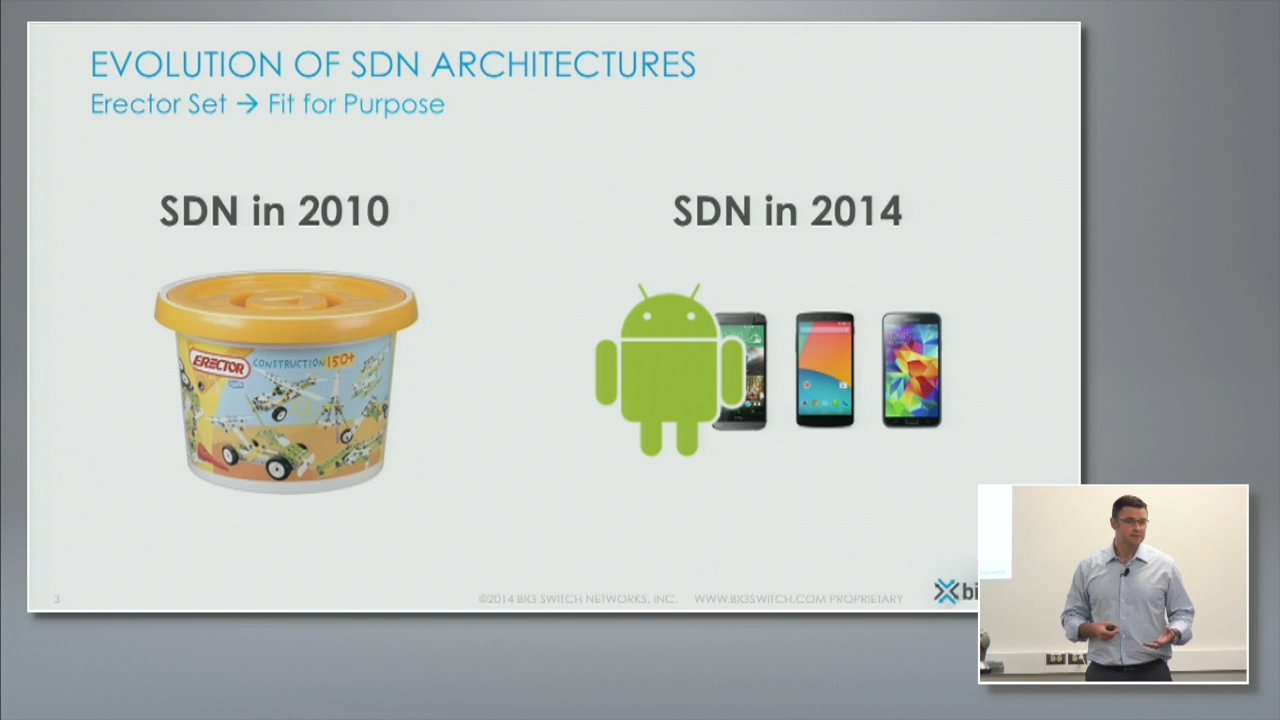 EVOLUTION OF SDN ARCHITECTURES
Erector Set → Fit for Purpose
SDN in 2010
SDN in 2014
ERECTOR
CONSTRUCTION 150+
3
©2014 BIG SWITCH NETWORKS, INC. WWW.BIGSWITCH.COM PROPRIETARY
bi